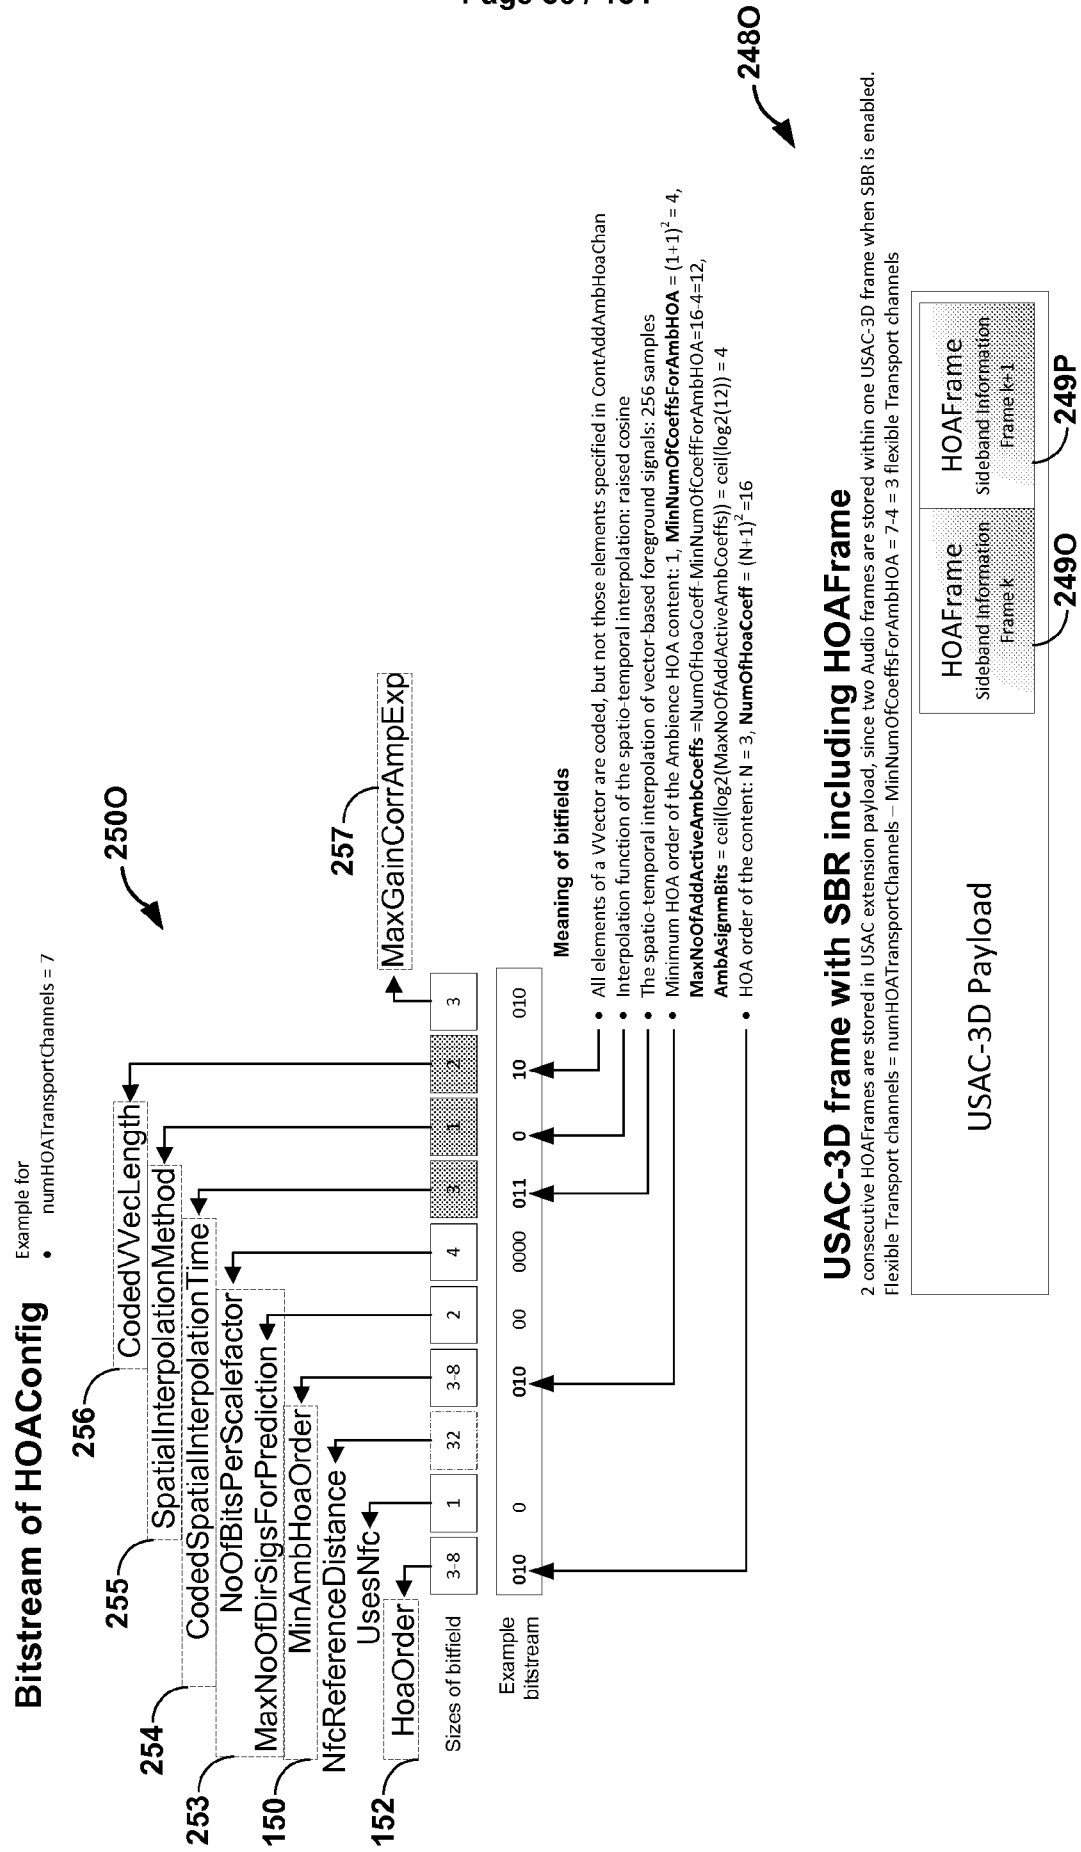 Bitstream of HOAConfig
Example for
• numHOATransportChannels = 7
250O
256
CodedVVecLength
255
SpatialInterpolationMethod
254
CodedSpatialInterpolationTime
253
NoOfBitsPerScalefactor
MaxNoOfDirSigsForPrediction
150
MinAmbHoaOrder
NfcReferenceDistance
UsesNfc
152
HoaOrder
257
MaxGainCorrAmpExp
Sizes of bitfield
3-8 1 32 3-8 2 4 3 1 2 3
Example
bitstream
010 0 010 00 0000 011 0 10 010
Meaning of bitfields
• All elements of a VVector are coded, but not those elements specified in ContAddAmbHoaChan
• Interpolation function of the spatio-temporal interpolation: raised cosine
• The spatio-temporal interpolation of vector-based foreground signals: 256 samples
• Minimum HOA order of the Ambience HOA content: 1, MinNumOfCoeffsForAmbHOA = (1+1)² = 4,
MaxNoOfAddActiveAmbCoeffs =NumOfHoaCoeff-MinNumOfCoeffForAmbHOA=16-4=12,
AmbAsignmBits = ceil(log2(MaxNoOfAddActiveAmbCoeffs)) = ceil(log2(12)) = 4
• HOA order of the content: N = 3, NumOfHoaCoeff = (N+1)² =16
248O
USAC-3D frame with SBR including HOAFrame
2 consecutive HOAFrames are stored in USAC extension payload, since two Audio frames are stored within one USAC-3D frame when SBR is enabled.
Flexible Transport channels = numHOATransportChannels – MinNumOfCoeffsForAmbHOA = 7-4 = 3 flexible Transport channels
USAC-3D Payload
HOAFrame
Sideband Information
Frame k
HOAFrame
Sideband Information
Frame k+1
249O
249P